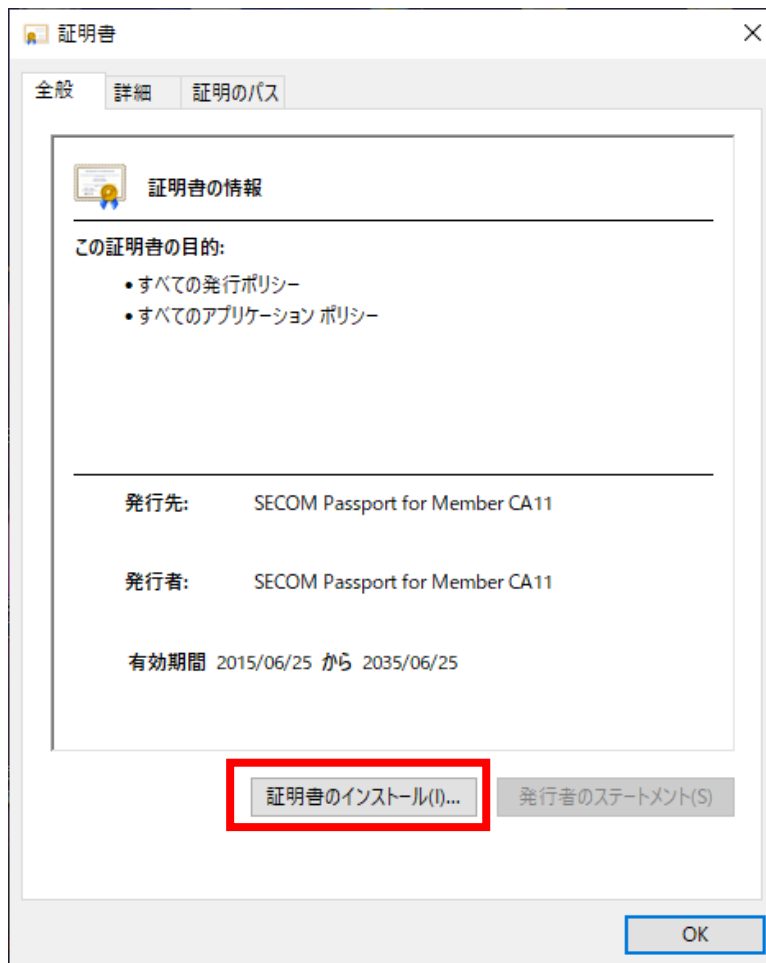 証明書
全般 詳細 証明のパス
証明書の情報
この証明書の目的:
• すべての発行ポリシー
• すべてのアプリケーション ポリシー
発行先: SECOM Passport for Member CA11
発行者: SECOM Passport for Member CA11
有効期間 2015/06/25 から 2035/06/25
証明書のインストール(I)... 発行者のステートメント(S)
OK